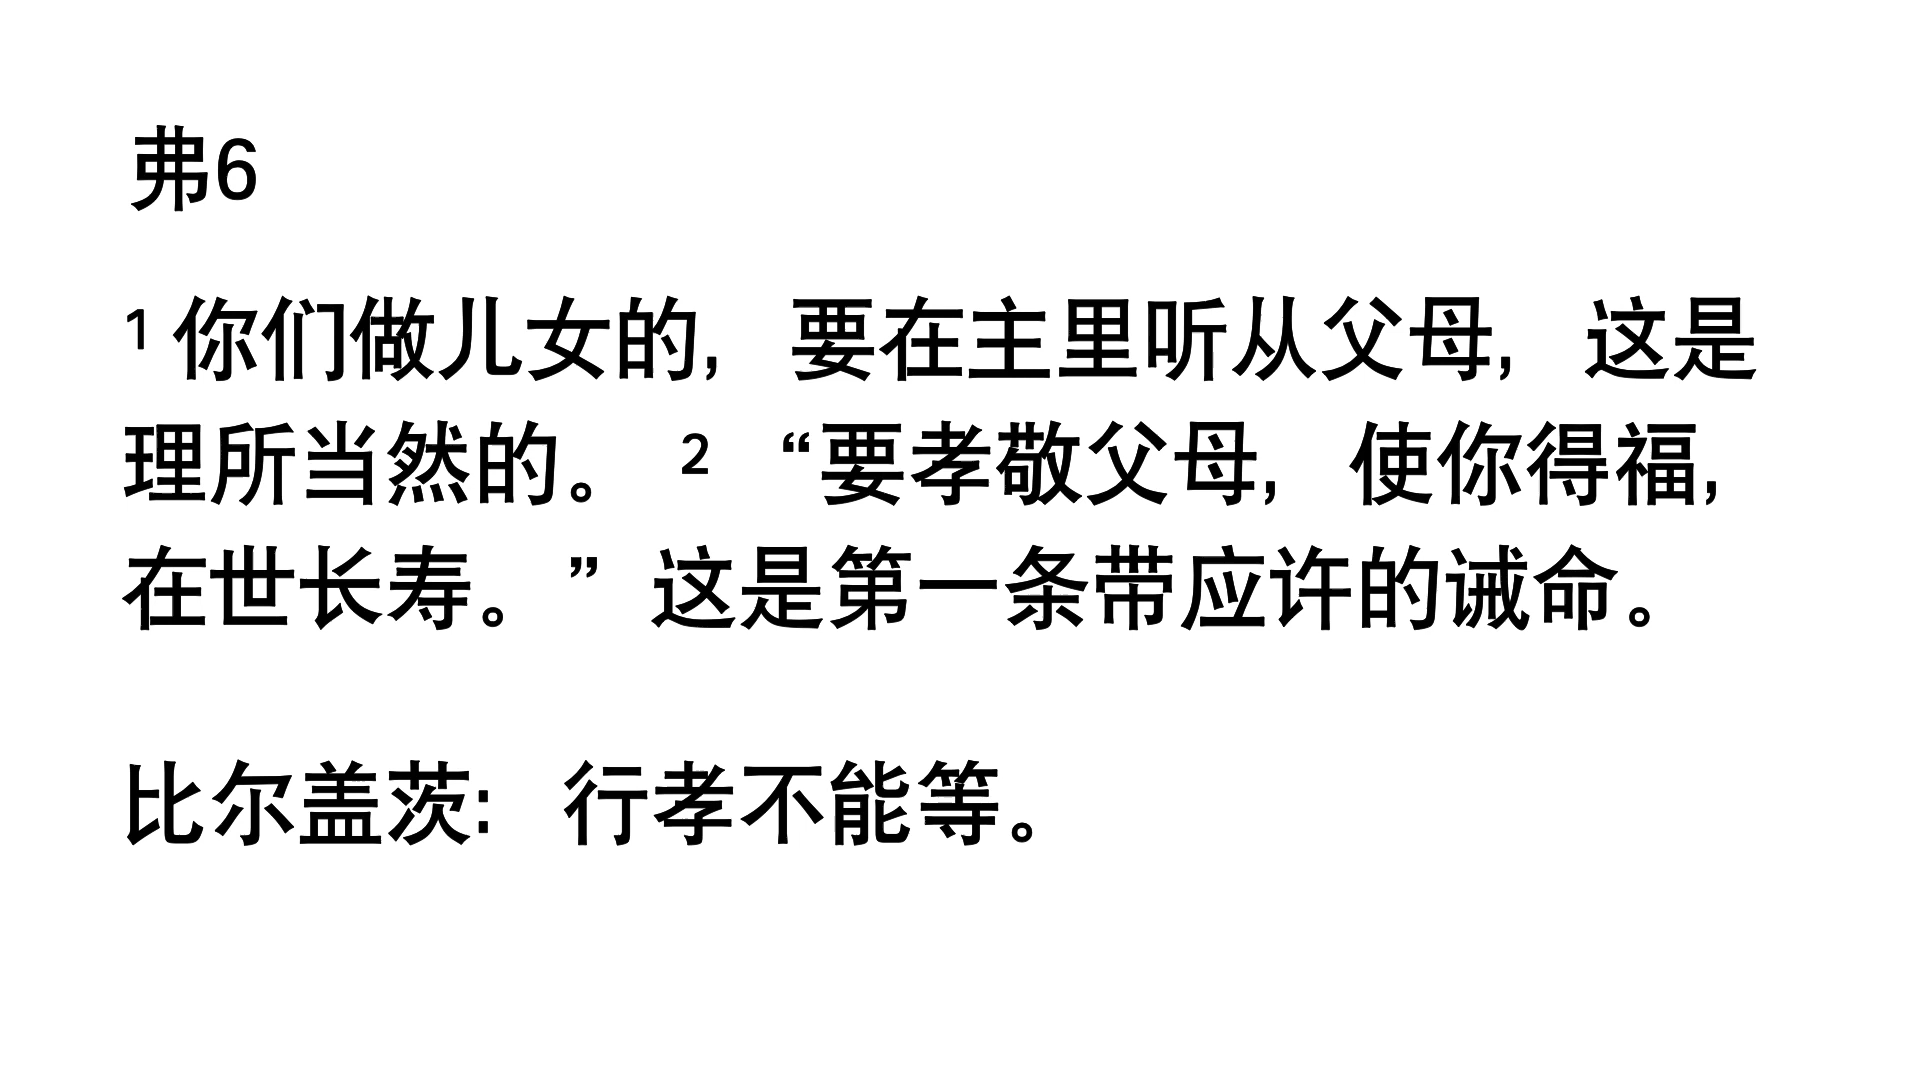 弗6
¹ 你们做儿女的，要在主里听从父母，这是
理所当然的。 ² “要孝敬父母，使你得福，
在世长寿。”这是第一条带应许的诫命。
比尔盖茨：行孝不能等。